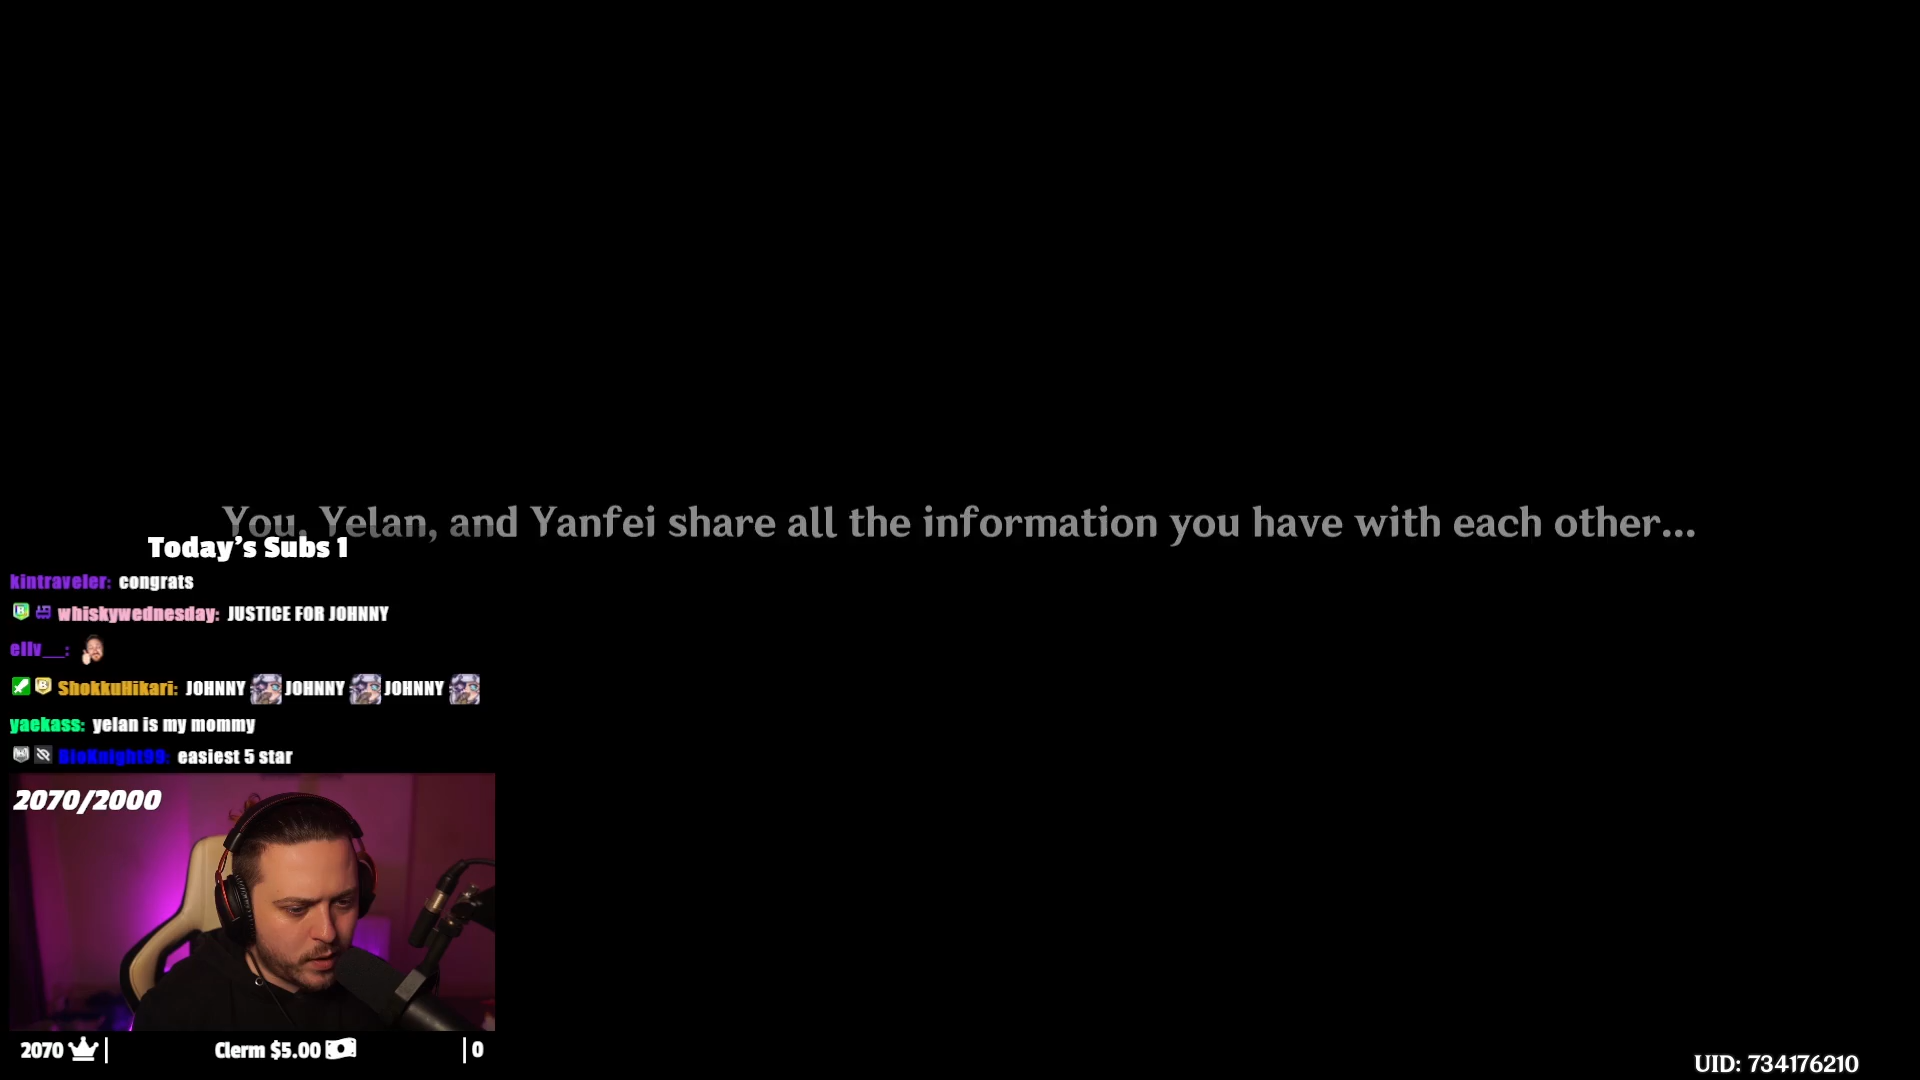 You, Yelan, and Yanfei share all the information you have with each other...
Today's Subs 1
kintraveler: congrats
whiskywednesday: JUSTICE FOR JOHNNY
ellv__:
ShokkuHikari: JOHNNY JOHNNY JOHNNY
yaekass: yelan is my mommy
BioKnight99: easiest 5 star
2070/2000
2070 | Clerm $5.00 | 0
UID: 734176210